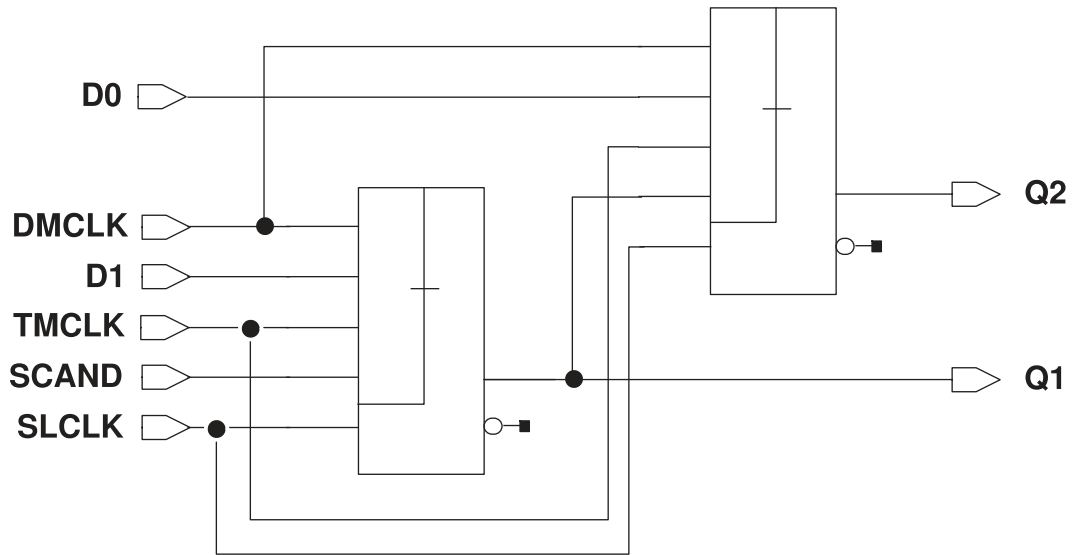 D0
DMCLK
D1
TMCLK
SCAND
SLCLK
Q2
Q1